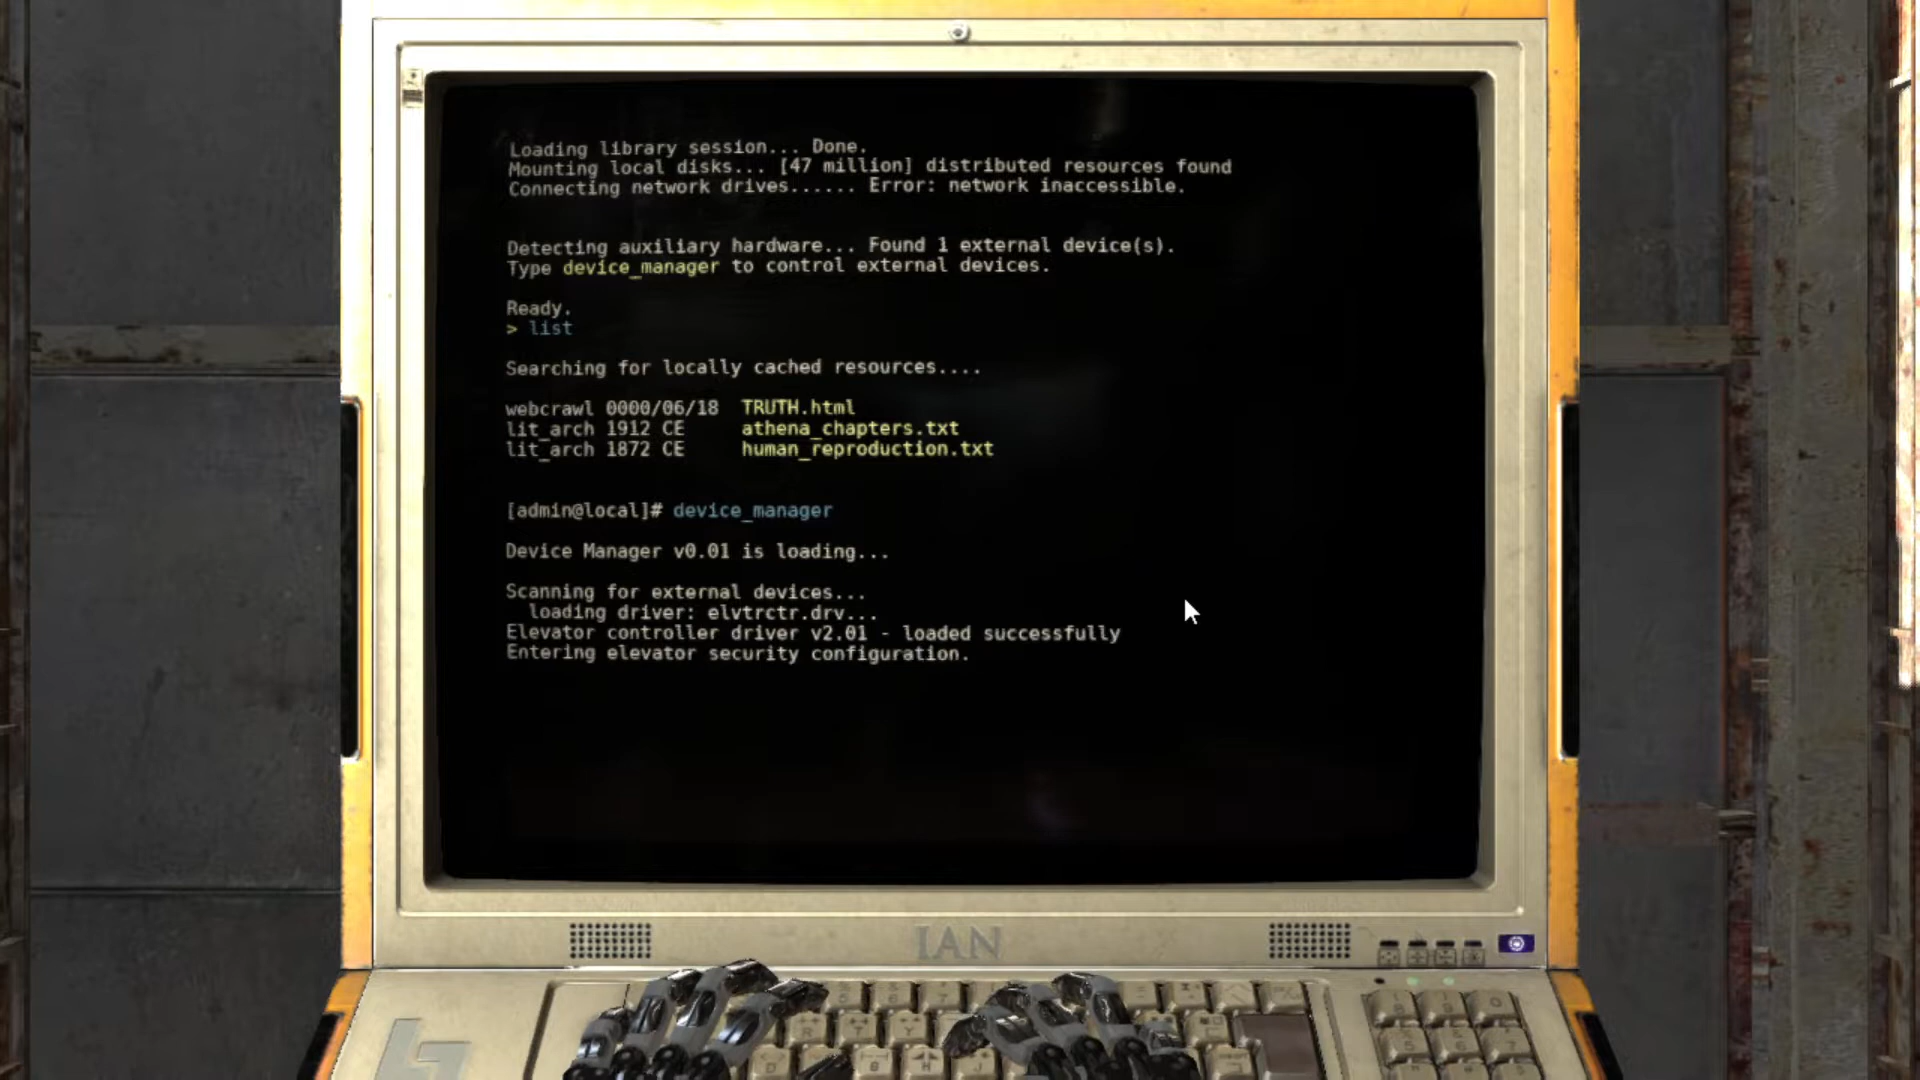 Loading library session... Done.
Mounting local disks... [47 million] distributed resources found
Connecting network drives...... Error: network inaccessible.
Detecting auxiliary hardware... Found 1 external device(s).
Type device_manager to control external devices.
Ready.
> list
Searching for locally cached resources....
webcrawl 0000/06/18 TRUTH.html
lit_arch 1912 CE athena_chapters.txt
lit_arch 1872 CE human_reproduction.txt
[admin@local]# device_manager
Device Manager v0.01 is loading...
Scanning for external devices...
loading driver: elvtrctr.drv...
Elevator controller driver v2.01 - loaded successfully
Entering elevator security configuration.
IAN